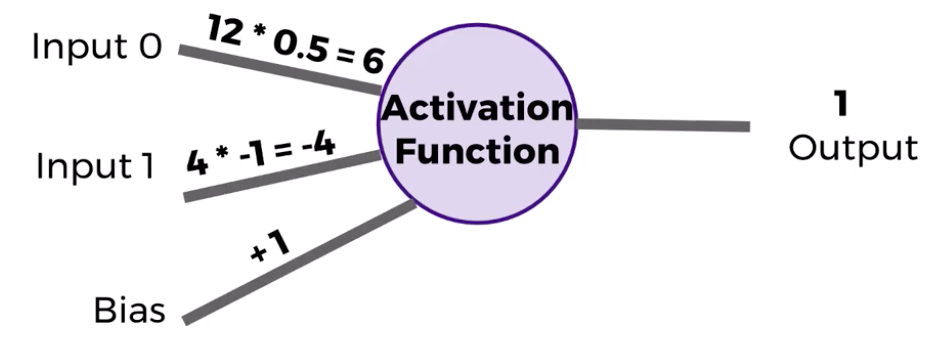 Input 0
12 * 0.5 = 6
Input 1
4 * -1 = -4
Bias
+1
Activation
Function
1
Output